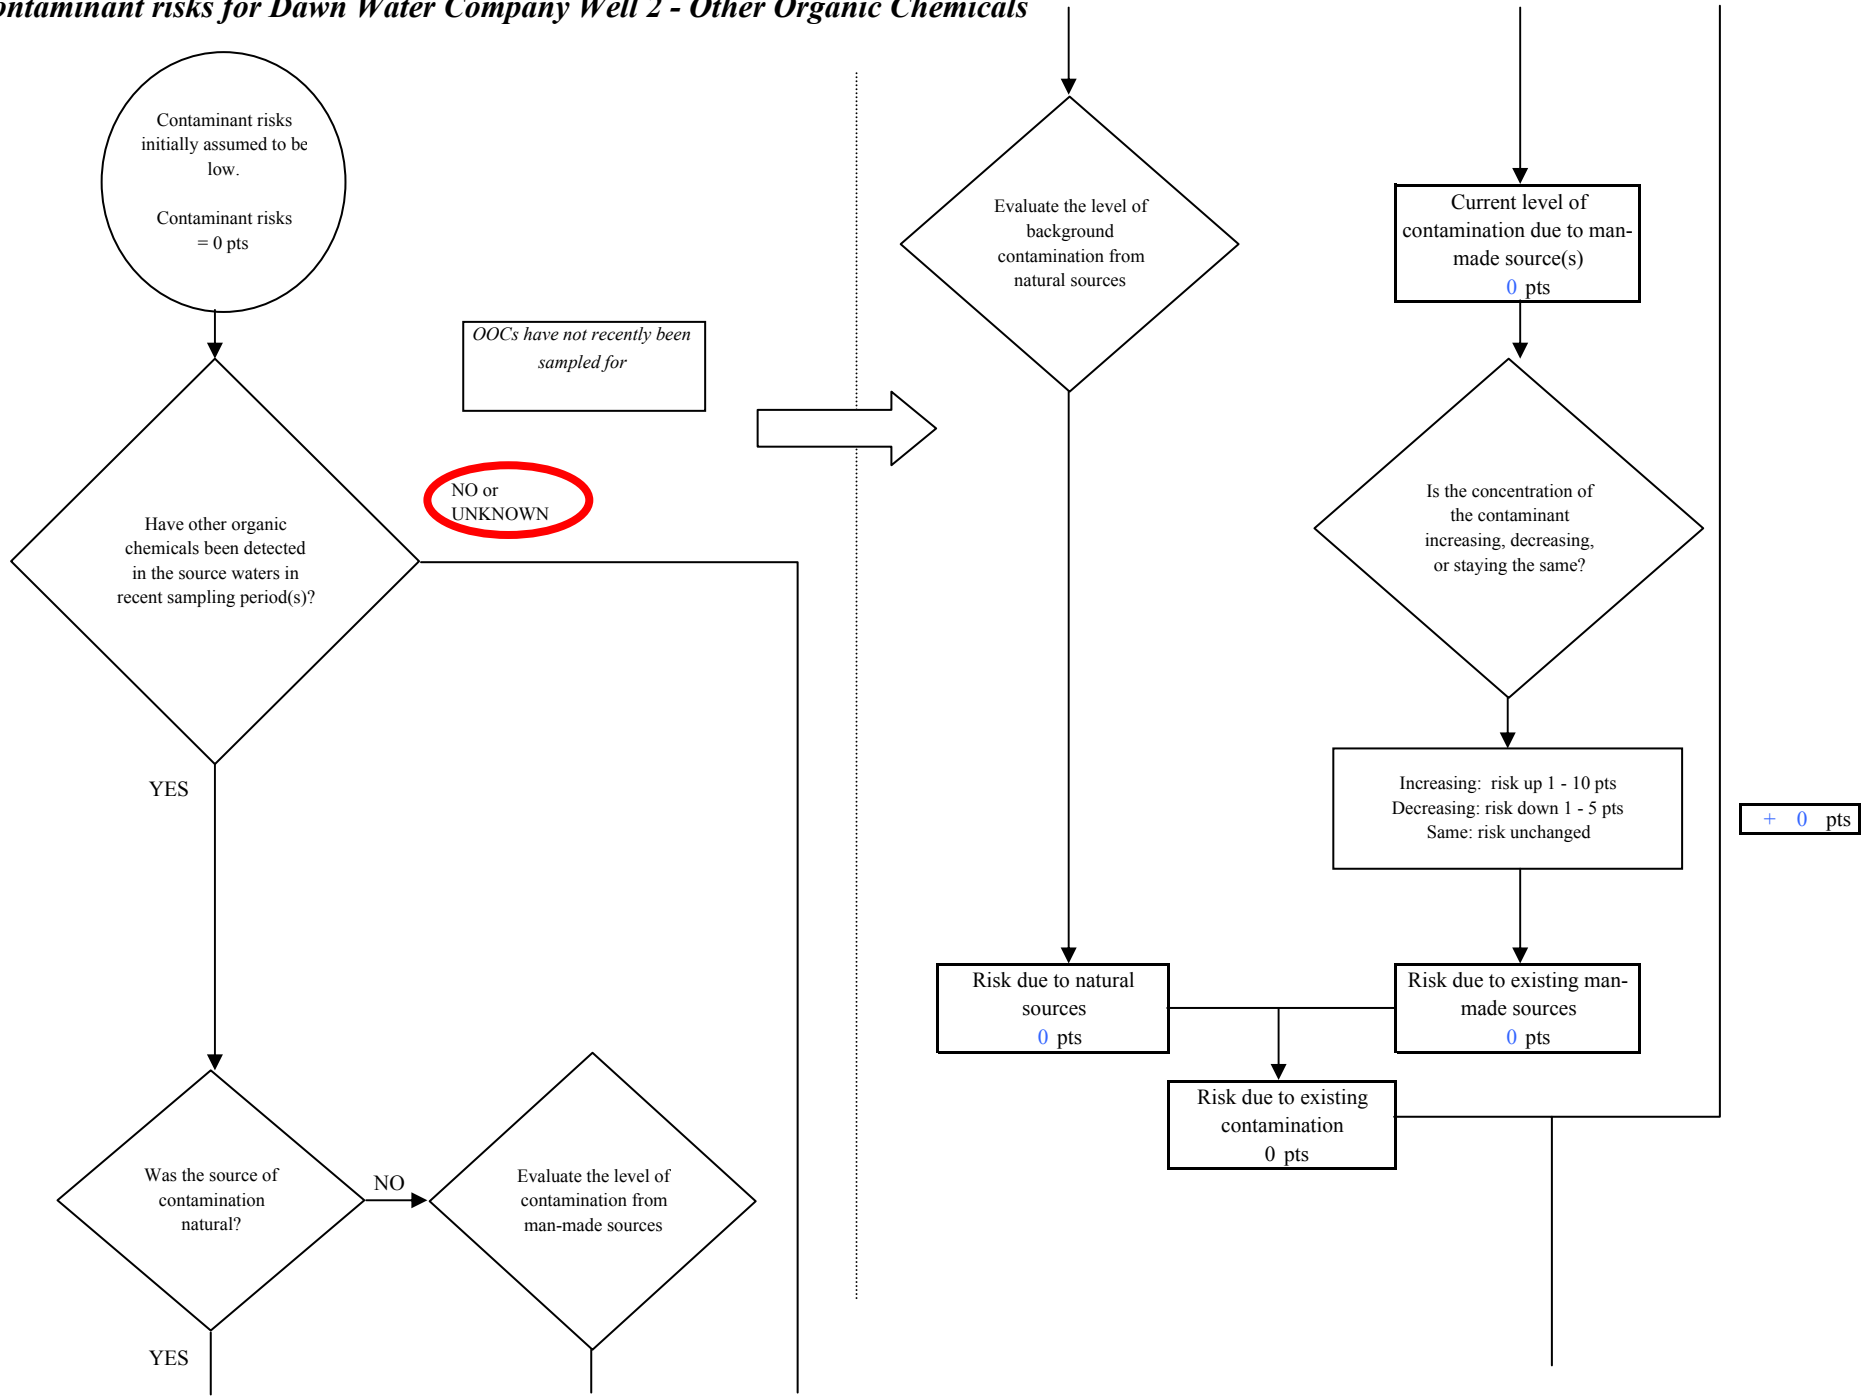 ontaminant risks for Dawn Water Company Well 2 - Other Organic Chemicals
Contaminant risks
initially assumed to be
low.
Contaminant risks
= 0 pts
OOCs have not recently been
sampled for
NO or
UNKNOWN
Have other organic
chemicals been detected
in the source waters in
recent sampling period(s)?
YES
Was the source of
contamination
natural?
NO
Evaluate the level of
contamination from
man-made sources
YES
Evaluate the level of
background
contamination from
natural sources
Current level of
contamination due to man-
made source(s)
0 pts
Is the concentration of
the contaminant
increasing, decreasing,
or staying the same?
Increasing:  risk up 1 - 10 pts
Decreasing: risk down 1 - 5 pts
Same: risk unchanged
+ 0 pts
Risk due to natural
sources
0 pts
Risk due to existing man-
made sources
0 pts
Risk due to existing
contamination
0 pts